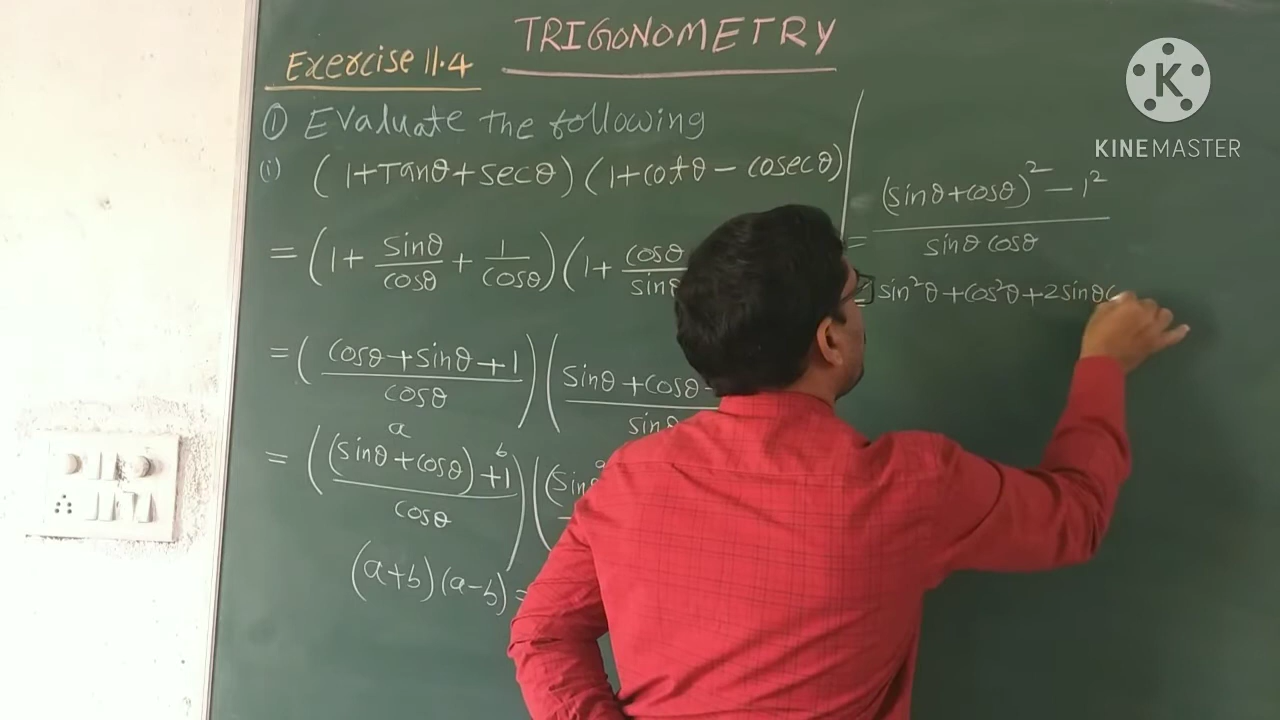 TRIGONOMETRY
Exercise 11.4
① Evaluate the following
(i) (1+Tanθ+secθ)(1+cotθ-cosecθ)
= (1+ sinθ/cosθ + 1/cosθ)(1+ cosθ/sinθ
= (cosθ+sinθ+1/cosθ)(sinθ+cosθ-
sinθ
a b a
= ((sinθ+cosθ)+1/cosθ)((sin
(a+b)(a-b)=
= (sinθ+cosθ)²-1²/sinθ cosθ
sin²θ+cos²θ+2sinθ
K
KINEMASTER